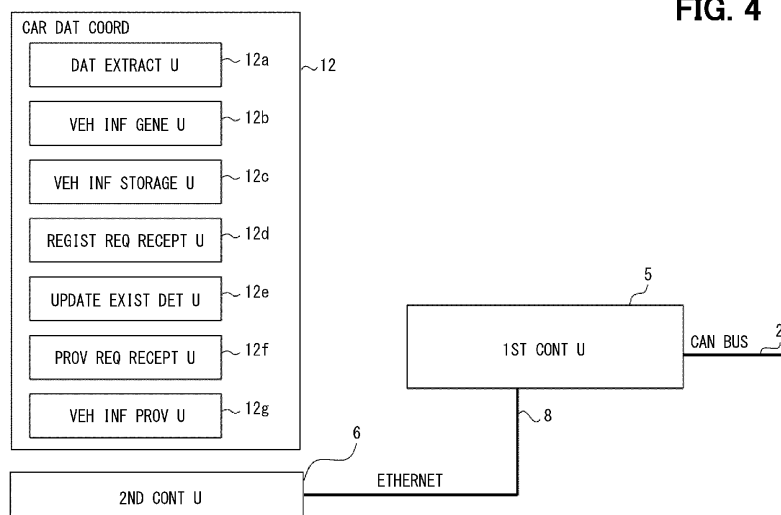 FIG. 4
CAR DAT COORD
12
DAT EXTRACT U
12a
VEH INF GENE U
12b
VEH INF STORAGE U
12c
REGIST REQ RECEPT U
12d
UPDATE EXIST DET U
12e
PROV REQ RECEPT U
12f
VEH INF PROV U
12g
5
1ST CONT U
CAN BUS
2
8
6
2ND CONT U
ETHERNET